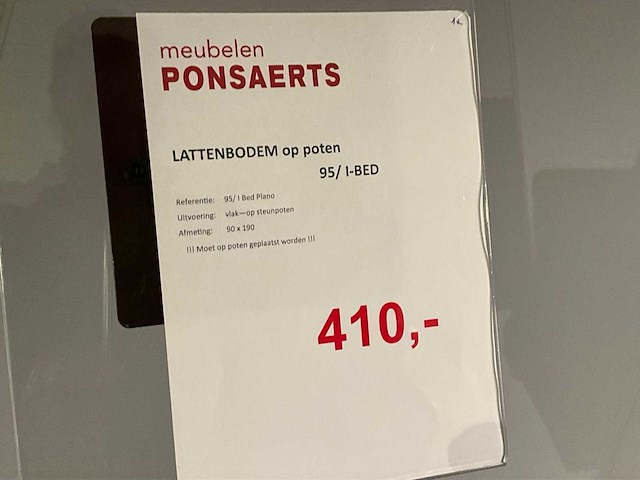 meubelen
PONSAERTS
LATTENBODEM op poten
95/ I-BED
Referentie: 95/ I Bed Plano
Uitvoering: vlak—op steunpoten
Afmeting: 90 x 190
!!! Moet op poten geplaatst worden !!!
410,-